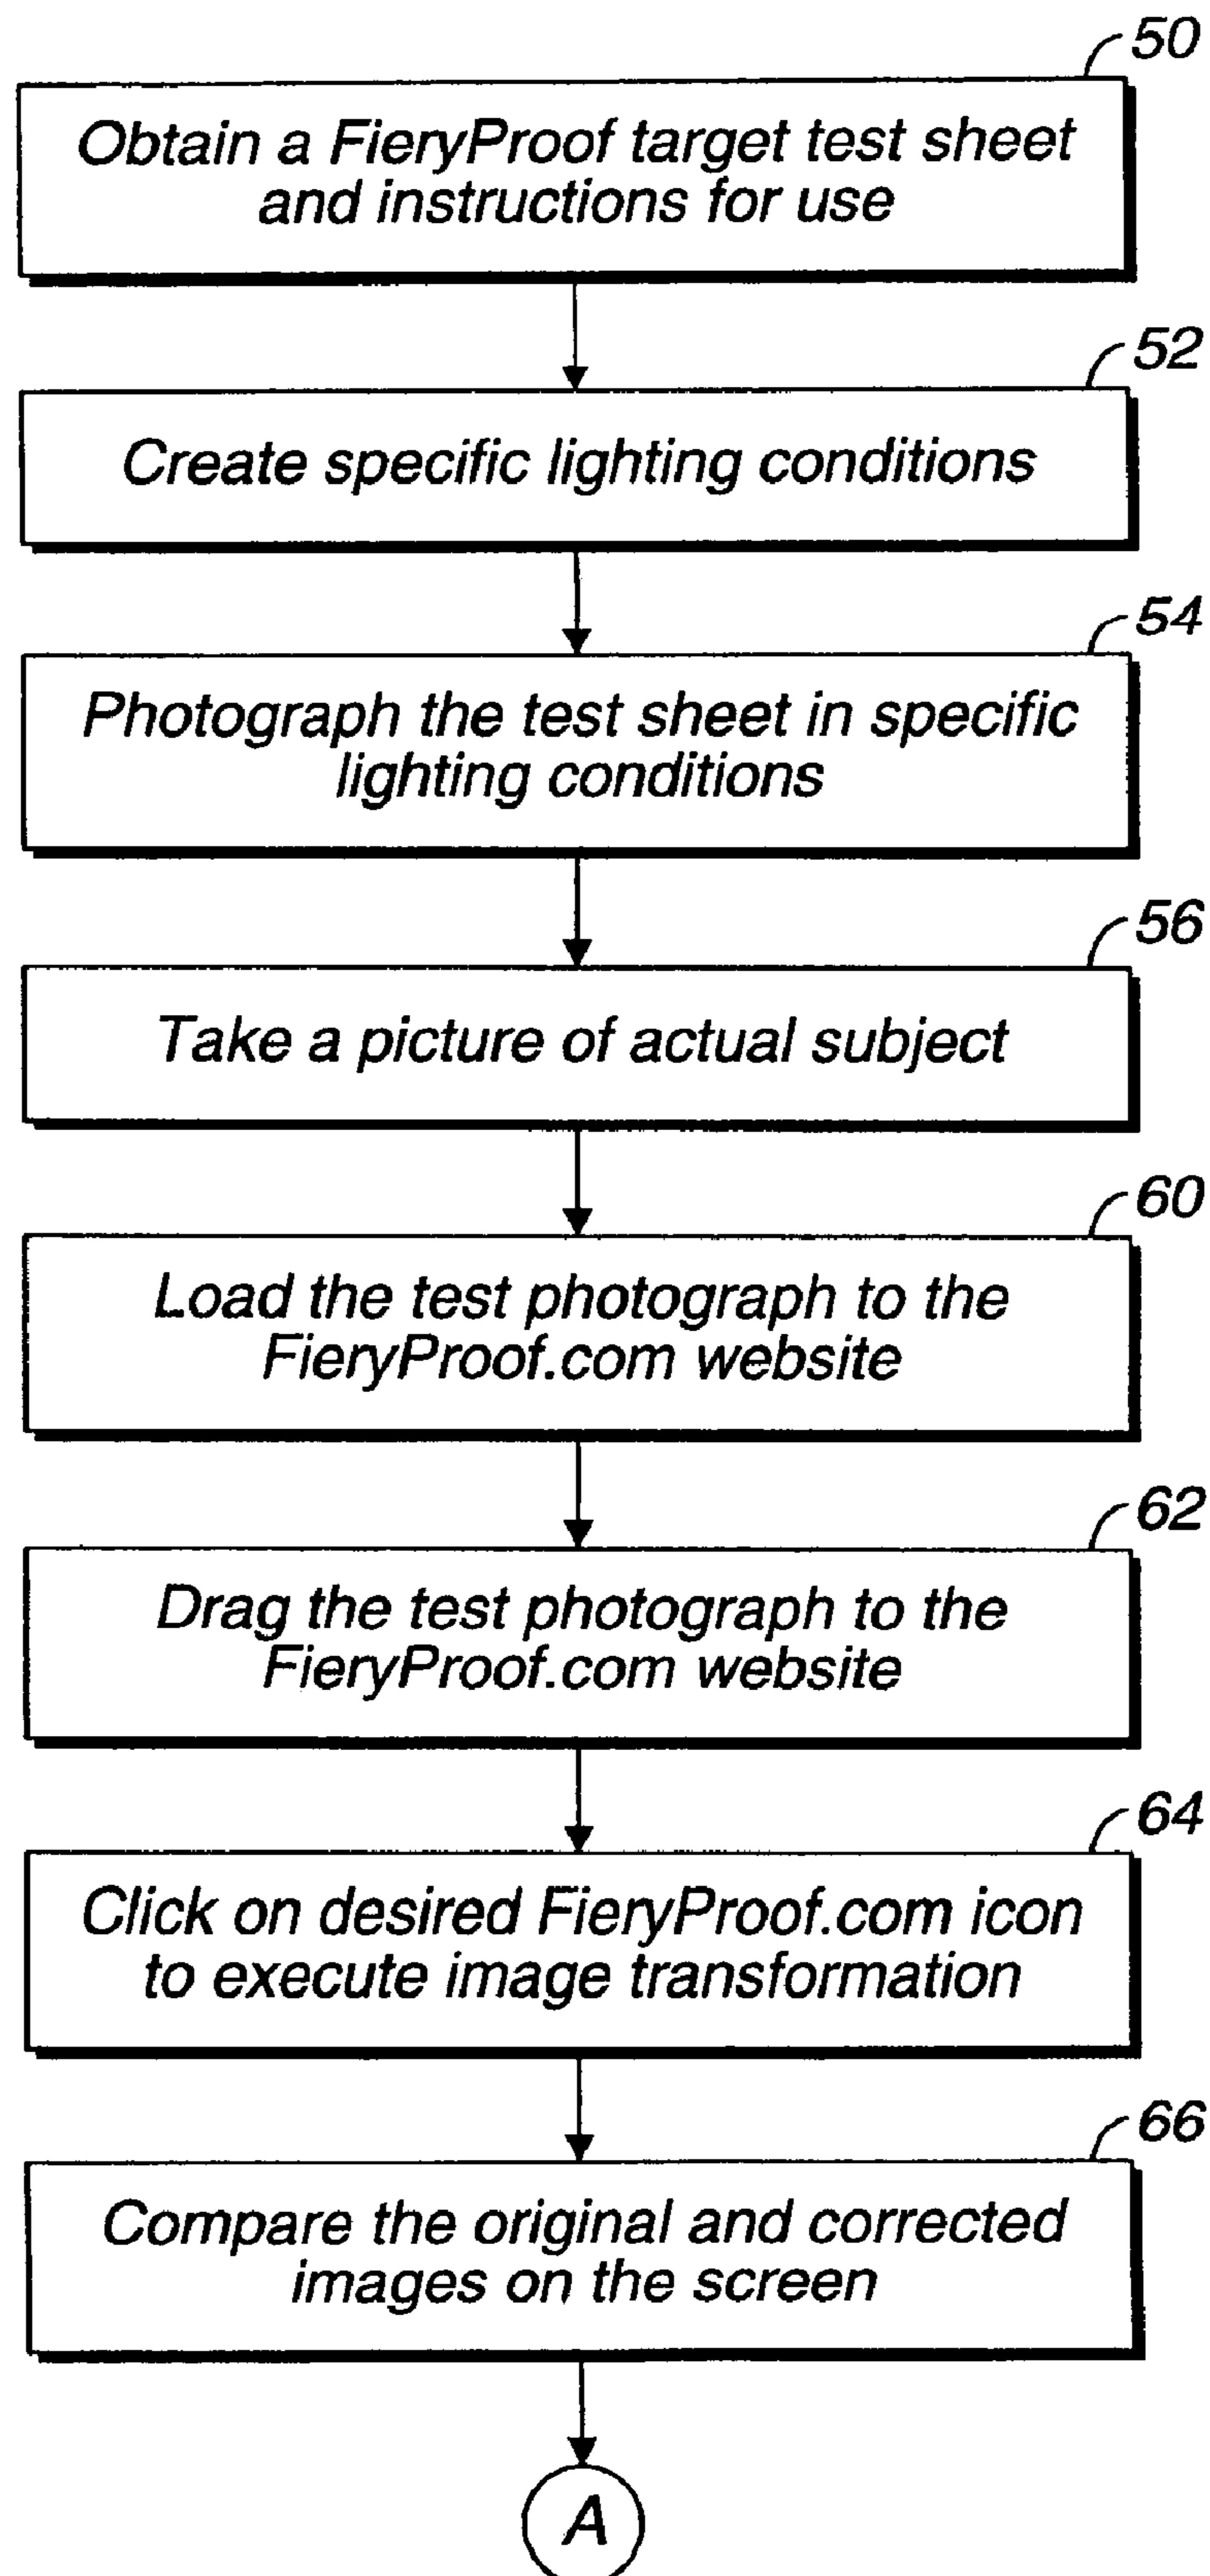 50
Obtain a FieryProof target test sheet
and instructions for use
52
Create specific lighting conditions
54
Photograph the test sheet in specific
lighting conditions
56
Take a picture of actual subject
60
Load the test photograph to the
FieryProof.com website
62
Drag the test photograph to the
FieryProof.com website
64
Click on desired FieryProof.com icon
to execute image transformation
66
Compare the original and corrected
images on the screen
A